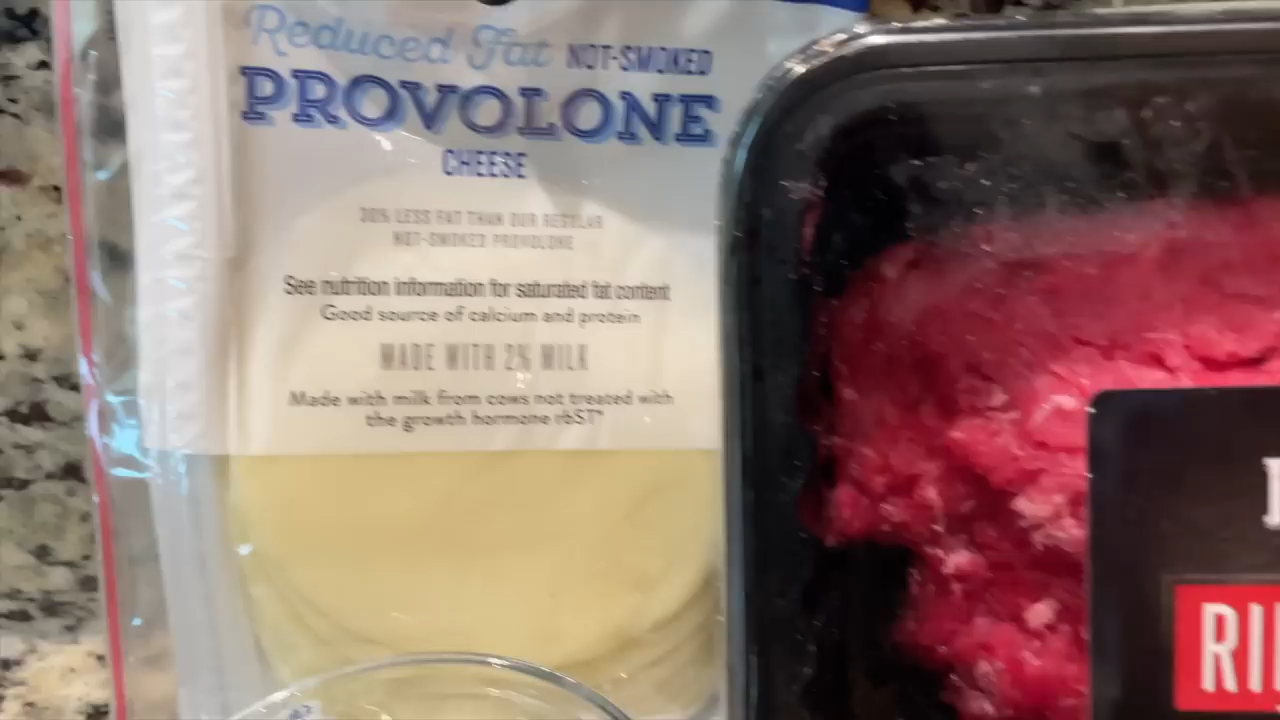 Reduced Fat NOT-SMOKED
PROVOLONE
CHEESE
30% LESS FAT THAN OUR REGULAR
NOT-SMOKED PROVOLONE
See nutrition information for saturated fat content
Good source of calcium and protein
MADE WITH 2% MILK
Made with milk from cows not treated with
the growth hormone rbST*